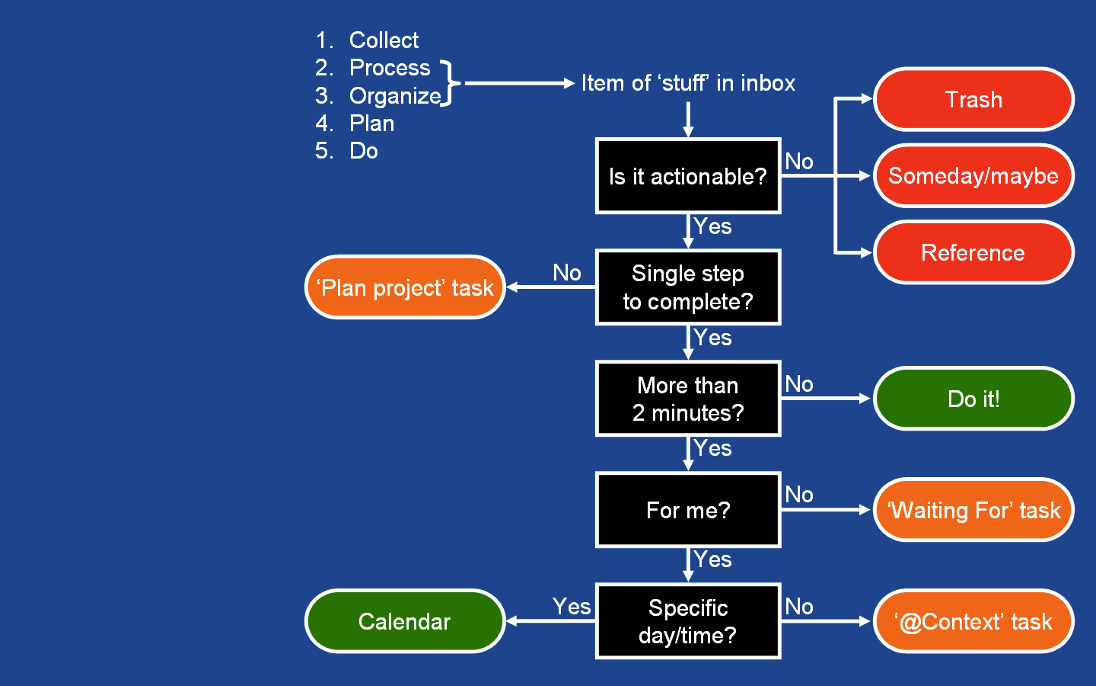 1. Collect
2. Process
3. Organize
4. Plan
5. Do
Item of ‘stuff’ in inbox
Is it actionable?
No
Trash
Someday/maybe
Reference
Yes
Single step
to complete?
No
‘Plan project’ task
Yes
More than
2 minutes?
No
Do it!
Yes
For me?
No
‘Waiting For’ task
Yes
Specific
day/time?
Yes
Calendar
No
‘@Context’ task